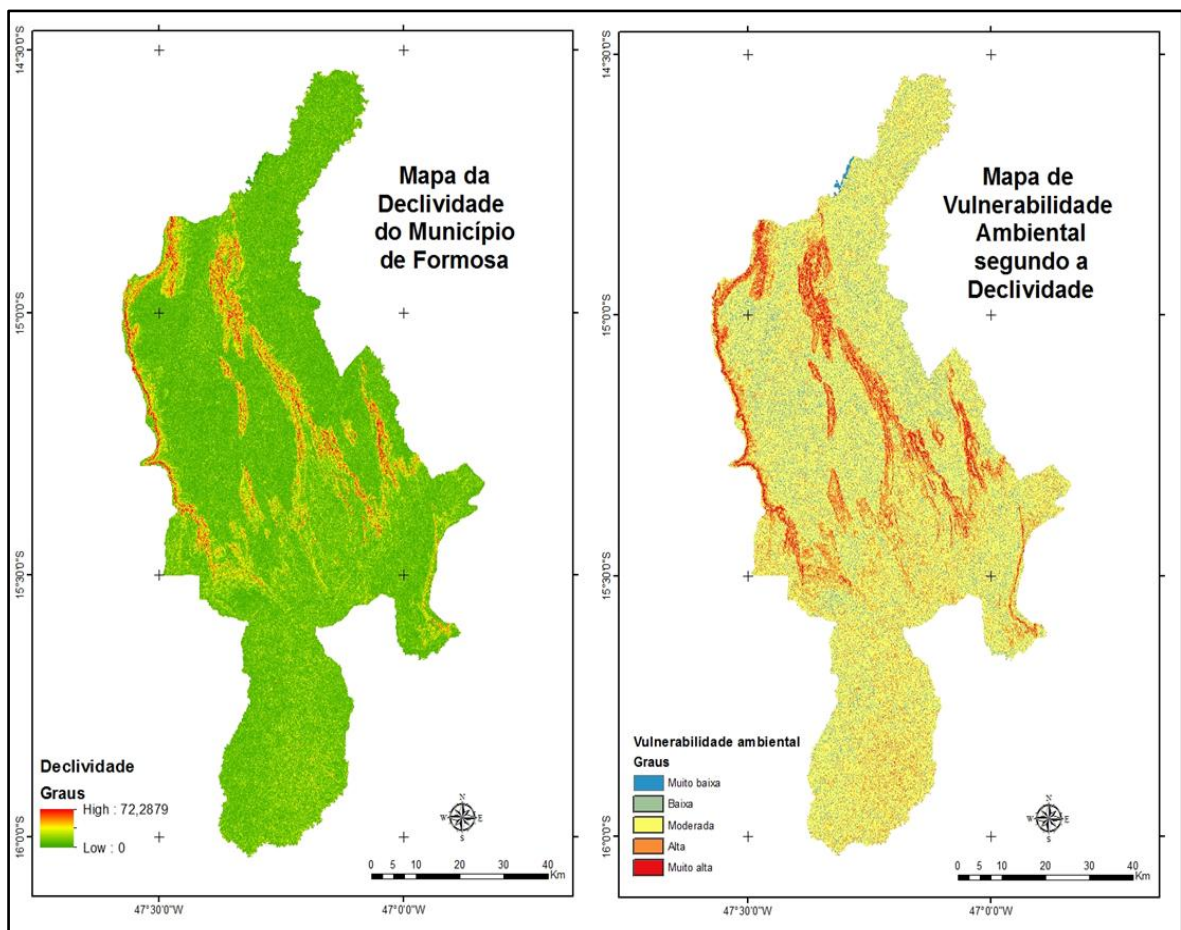 Mapa da
Declividade
do Município
de Formosa
14°30'0"S
15°0'0"S
15°30'0"S
16°0'0"S
Declividade
Graus
High : 72,2879
Low : 0
N
W E
S
0 5 10 20 30 40
Km
47°30'0"W 47°0'0"W
Mapa de
Vulnerabilidade
Ambiental
segundo a
Declividade
14°30'0"S
15°0'0"S
15°30'0"S
16°0'0"S
Vulnerabilidade ambiental
Graus
Muito baixa
Baixa
Moderada
Alta
Muito alta
N
W E
S
0 5 10 20 30 40
Km
47°30'0"W 47°0'0"W